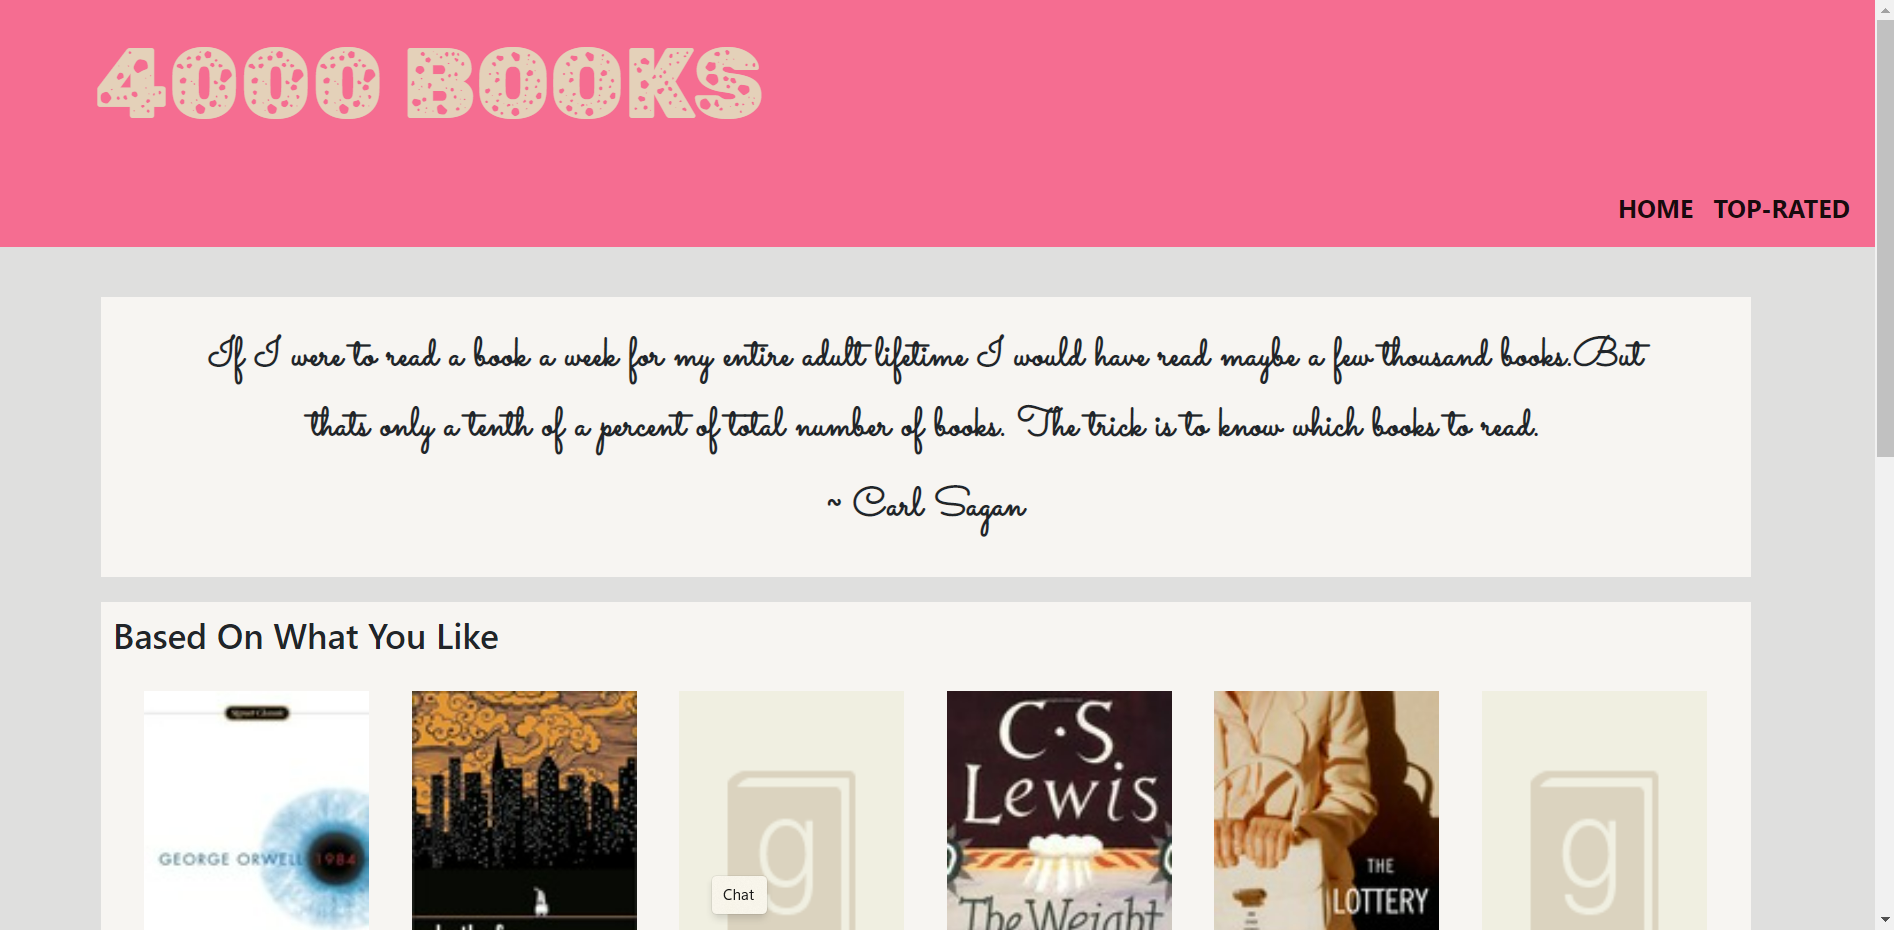 4000 BOOKS
HOME TOP-RATED
If I were to read a book a week for my entire adult lifetime I would have read maybe a few thousand books.But
thats only a tenth of a percent of total number of books. The trick is to know which books to read.
~ Carl Sagan
Based On What You Like
Signet Classic
GEORGE ORWELL 1984
g
C·S
Lewis
The Weight
THE
LOTTERY
g
Chat